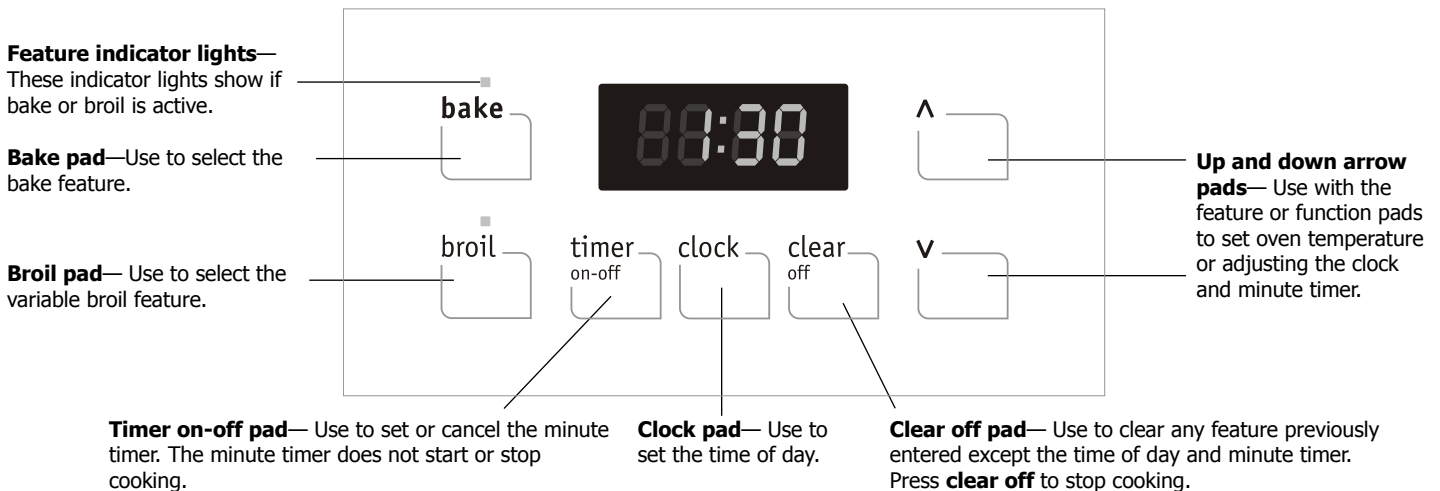 Feature indicator lights—
These indicator lights show if
bake or broil is active.
Bake pad—Use to select the
bake feature.
Broil pad— Use to select the
variable broil feature.
bake
1:30
∧
broil
timer
on-off
clock
clear
off
∨
Up and down arrow
pads— Use with the
feature or function pads
to set oven temperature
or adjusting the clock
and minute timer.
Timer on-off pad— Use to set or cancel the minute
timer. The minute timer does not start or stop
cooking.
Clock pad— Use to
set the time of day.
Clear off pad— Use to clear any feature previously
entered except the time of day and minute timer.
Press clear off to stop cooking.